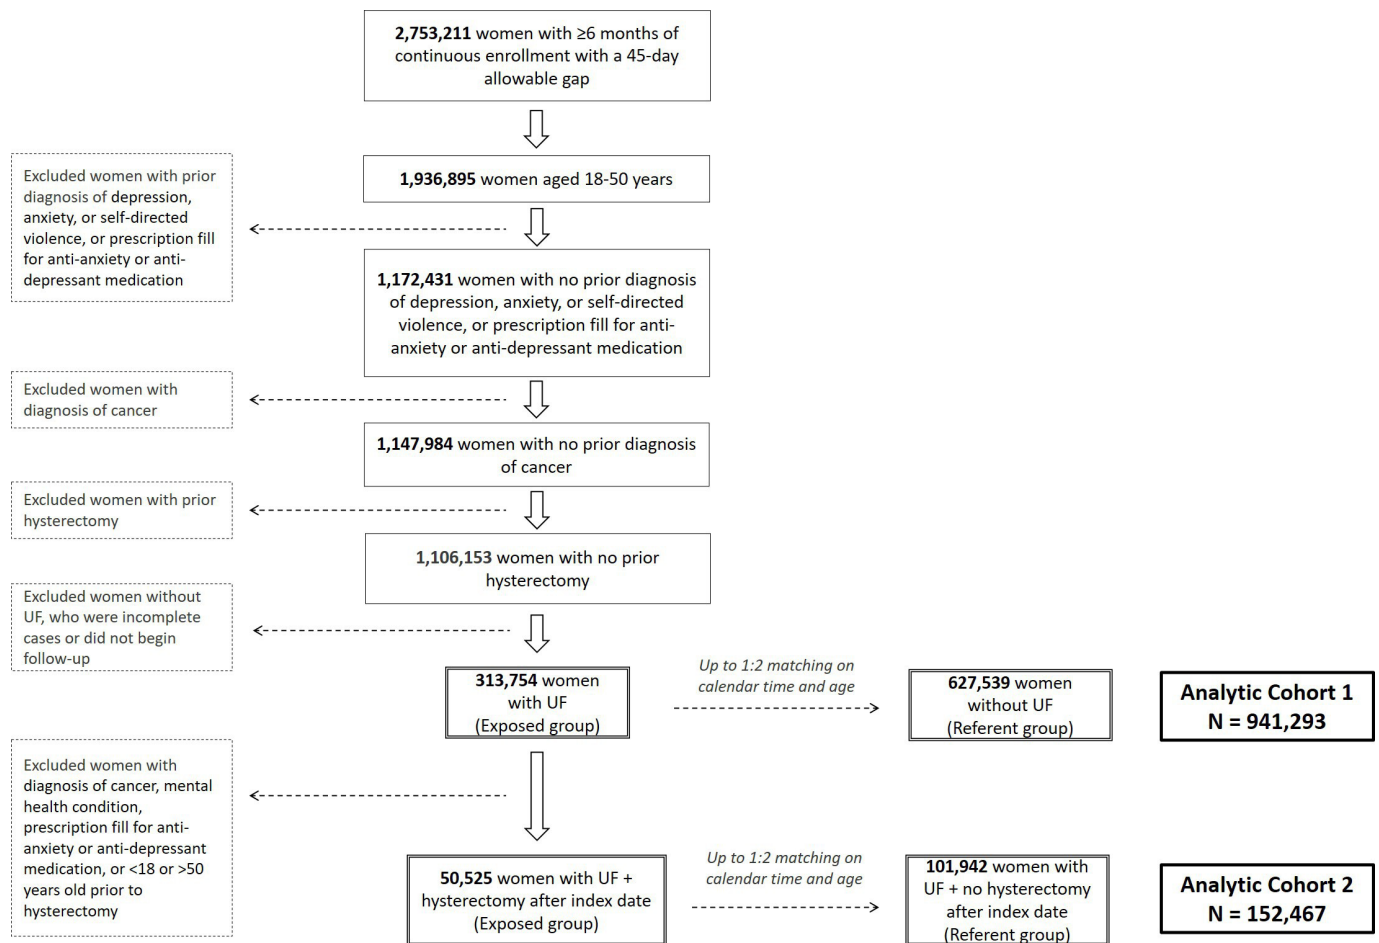 2,753,211 women with ≥6 months of
continuous enrollment with a 45-day
allowable gap
Excluded women with prior
diagnosis of depression,
anxiety, or self-directed
violence, or prescription fill
for anti-anxiety or anti-
depressant medication
1,936,895 women aged 18-50 years
1,172,431 women with no prior diagnosis
of depression, anxiety, or self-directed
violence, or prescription fill for anti-
anxiety or anti-depressant medication
Excluded women with
diagnosis of cancer
1,147,984 women with no prior diagnosis
of cancer
Excluded women with prior
hysterectomy
1,106,153 women with no prior
hysterectomy
Excluded women without
UF, who were incomplete
cases or did not begin
follow-up
313,754 women
with UF
(Exposed group)
Up to 1:2 matching on
calendar time and age
627,539 women
without UF
(Referent group)
Analytic Cohort 1
N = 941,293
Excluded women with
diagnosis of cancer, mental
health condition,
prescription fill for anti-
anxiety or anti-depressant
medication, or <18 or >50
years old prior to
hysterectomy
50,525 women with UF +
hysterectomy after index date
(Exposed group)
Up to 1:2 matching on
calendar time and age
101,942 women with
UF + no hysterectomy
after index date
(Referent group)
Analytic Cohort 2
N = 152,467